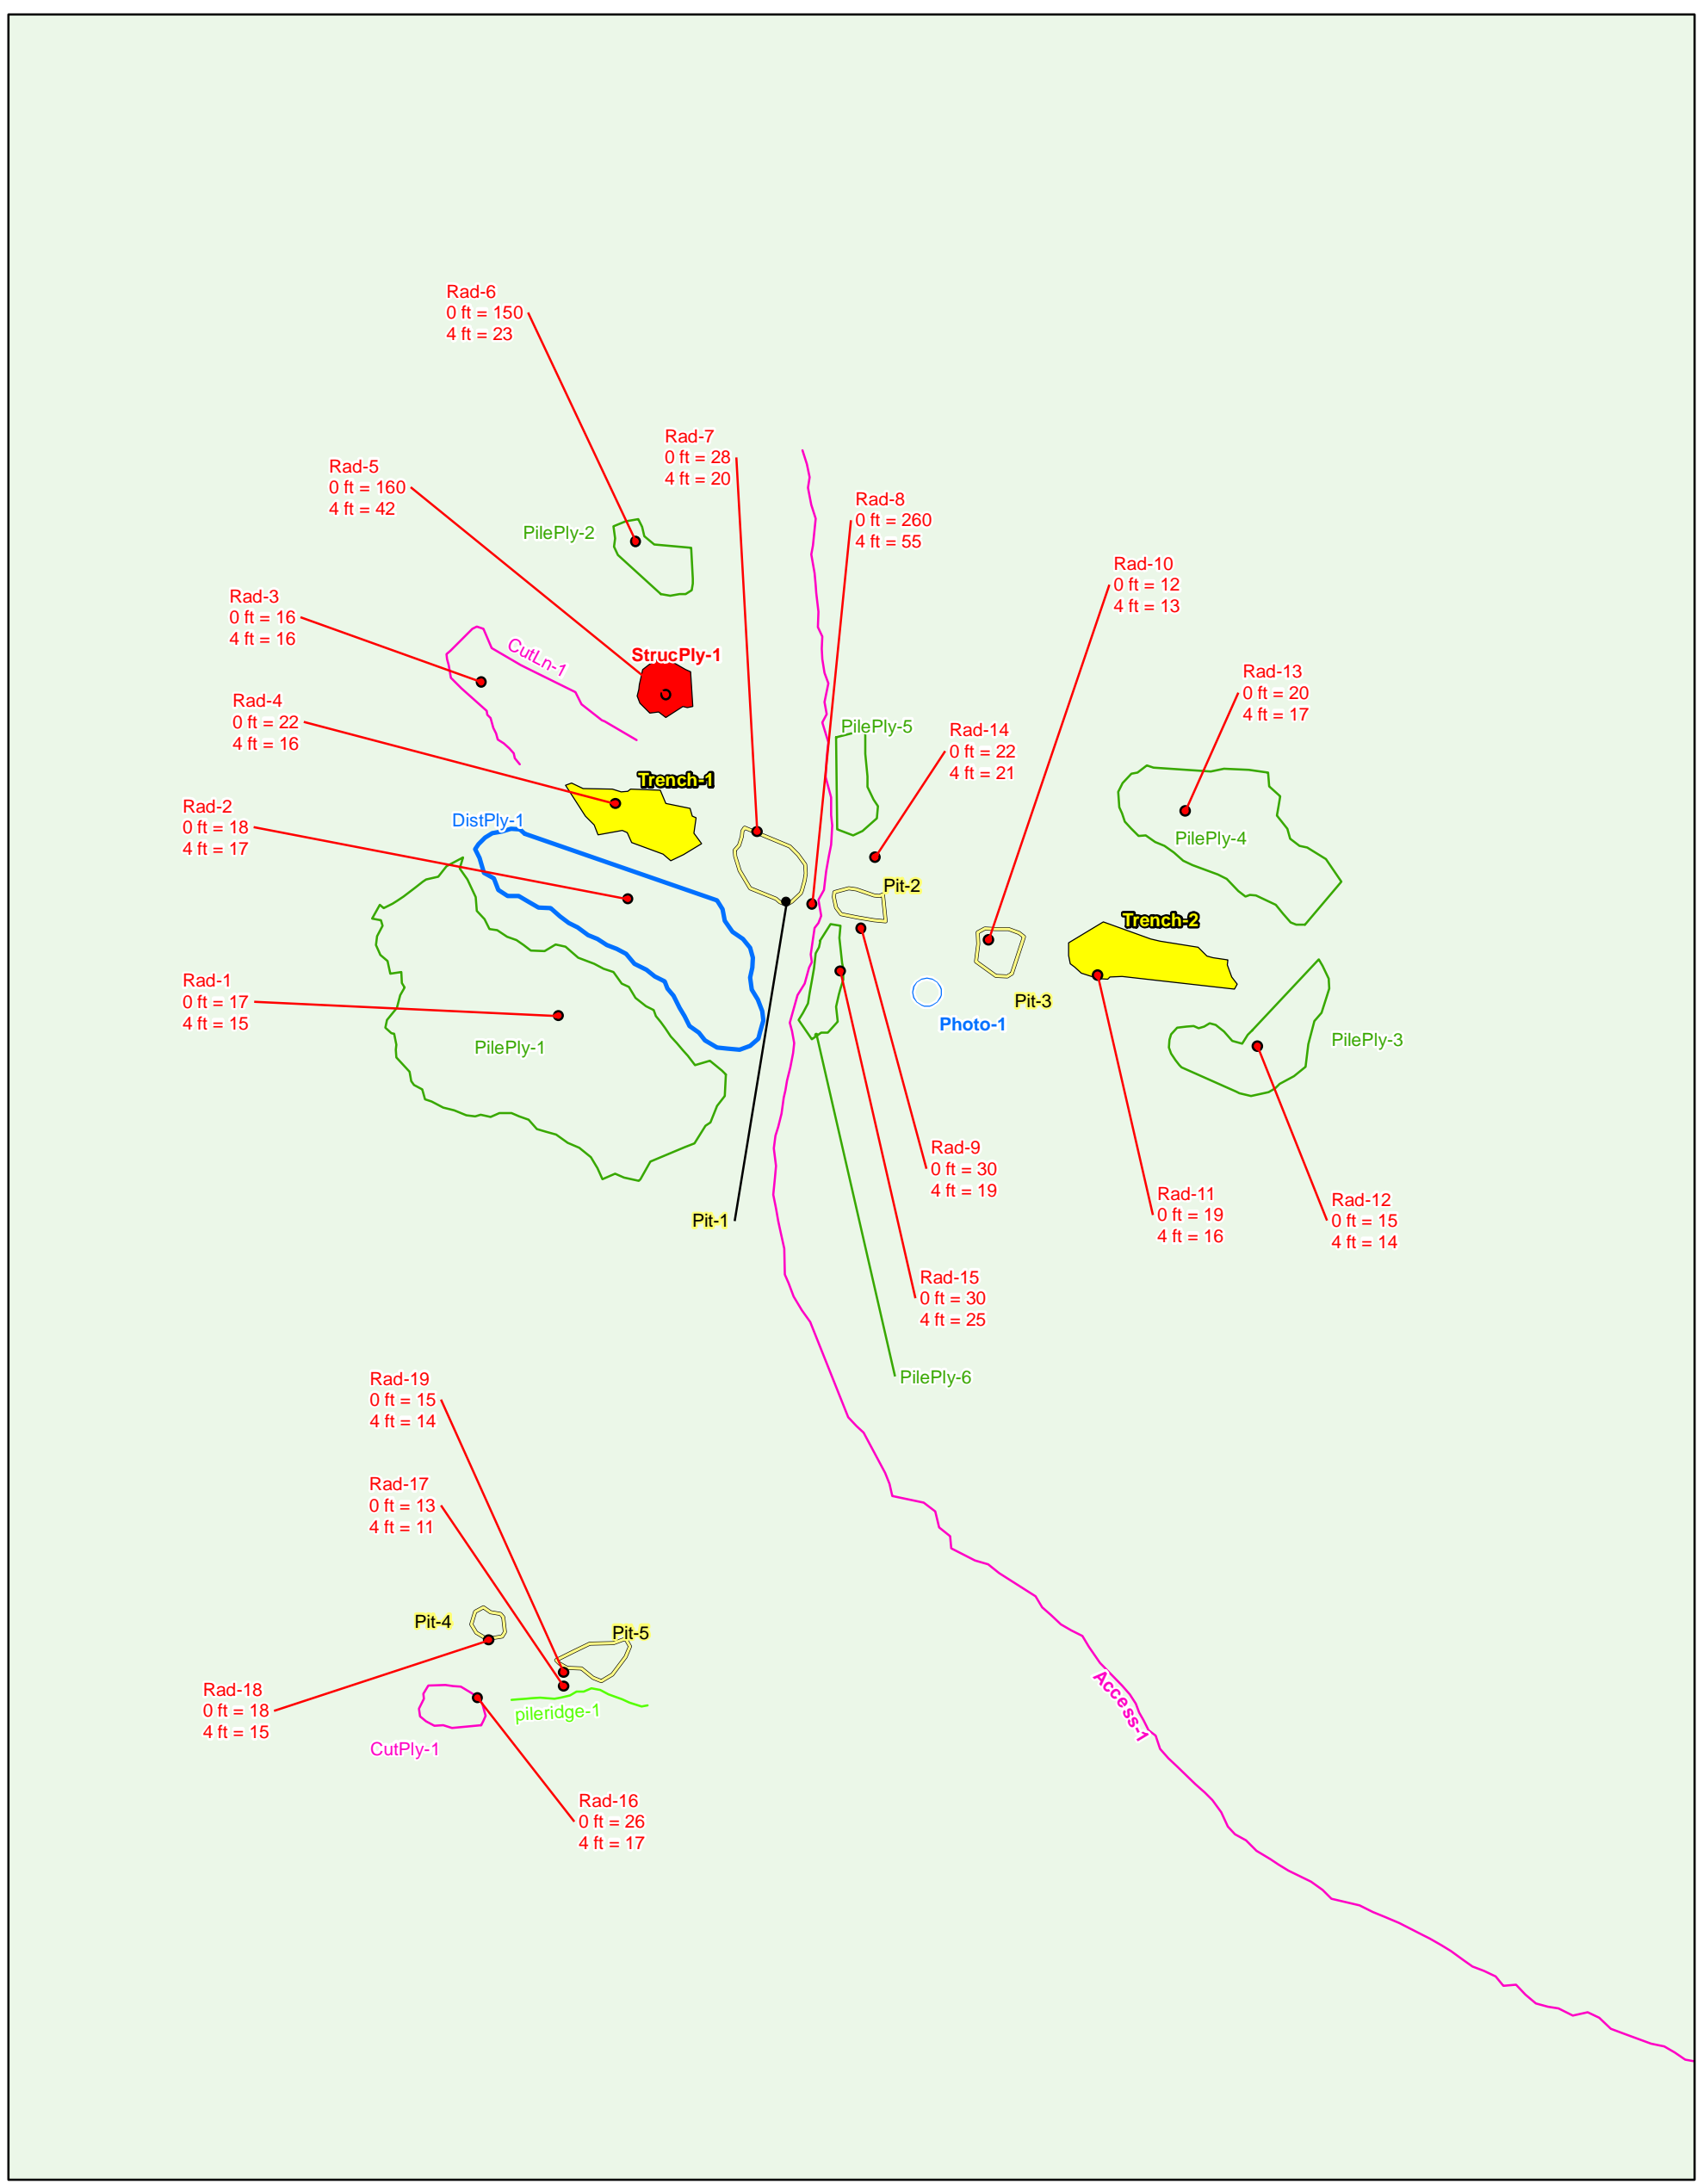 Rad-6
0 ft = 150
4 ft = 23
Rad-7
0 ft = 28
4 ft = 20
Rad-5
0 ft = 160
4 ft = 42
Rad-8
0 ft = 260
4 ft = 55
PilePly-2
Rad-10
0 ft = 12
4 ft = 13
Rad-3
0 ft = 16
4 ft = 16
CutLn-1
StrucPly-1
Rad-13
0 ft = 20
4 ft = 17
Rad-4
0 ft = 22
4 ft = 16
PilePly-5
Rad-14
0 ft = 22
4 ft = 21
Trench-1
Rad-2
0 ft = 18
4 ft = 17
DistPly-1
PilePly-4
Pit-2
Trench-2
Rad-1
0 ft = 17
4 ft = 15
Pit-3
Photo-1
PilePly-3
PilePly-1
Rad-9
0 ft = 30
4 ft = 19
Rad-11
0 ft = 19
4 ft = 16
Rad-12
0 ft = 15
4 ft = 14
Pit-1
Rad-15
0 ft = 30
4 ft = 25
PilePly-6
Rad-19
0 ft = 15
4 ft = 14
Rad-17
0 ft = 13
4 ft = 11
Pit-4
Pit-5
Rad-18
0 ft = 18
4 ft = 15
pileridge-1
Access-1
CutPly-1
Rad-16
0 ft = 26
4 ft = 17